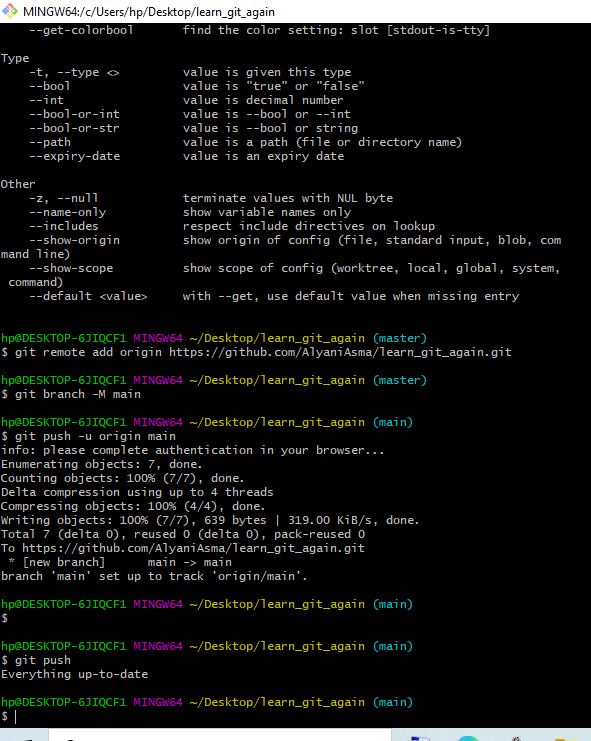 MINGW64:/c/Users/hp/Desktop/learn_git_again
--get-colorbool find the color setting: slot [stdout-is-tty]
Type
-t, --type <> value is given this type
--bool value is "true" or "false"
--int value is decimal number
--bool-or-int value is --bool or --int
--bool-or-str value is --bool or string
--path value is a path (file or directory name)
--expiry-date value is an expiry date
Other
-z, --null terminate values with NUL byte
--name-only show variable names only
--includes respect include directives on lookup
--show-origin show origin of config (file, standard input, blob, com
mand line)
--show-scope show scope of config (worktree, local, global, system,
command)
--default <value> with --get, use default value when missing entry
hp@DESKTOP-6JIQCF1 MINGW64 ~/Desktop/learn_git_again (master)
$ git remote add origin https://github.com/AlyaniAsma/learn_git_again.git
hp@DESKTOP-6JIQCF1 MINGW64 ~/Desktop/learn_git_again (master)
$ git branch -M main
hp@DESKTOP-6JIQCF1 MINGW64 ~/Desktop/learn_git_again (main)
$ git push -u origin main
info: please complete authentication in your browser...
Enumerating objects: 7, done.
Counting objects: 100% (7/7), done.
Delta compression using up to 4 threads
Compressing objects: 100% (4/4), done.
Writing objects: 100% (7/7), 639 bytes | 319.00 KiB/s, done.
Total 7 (delta 0), reused 0 (delta 0), pack-reused 0
To https://github.com/AlyaniAsma/learn_git_again.git
* [new branch] main -> main
branch 'main' set up to track 'origin/main'.
hp@DESKTOP-6JIQCF1 MINGW64 ~/Desktop/learn_git_again (main)
$
hp@DESKTOP-6JIQCF1 MINGW64 ~/Desktop/learn_git_again (main)
$ git push
Everything up-to-date
hp@DESKTOP-6JIQCF1 MINGW64 ~/Desktop/learn_git_again (main)
$